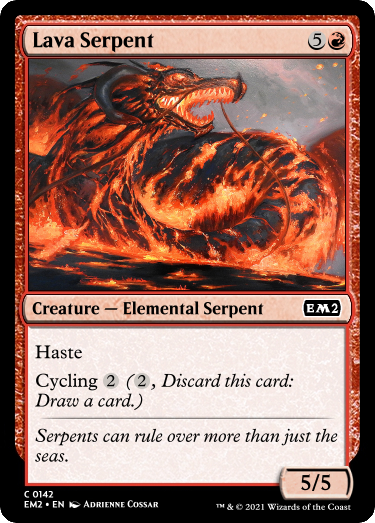 Lava Serpent 5
Creature — Elemental Serpent EM2
Haste
Cycling 2 (2, Discard this card:
Draw a card.)
Serpents can rule over more than just the
seas.
5/5
C 0142
EM2 • EN Adrienne Cossar
™ & © 2021 Wizards of the Coast